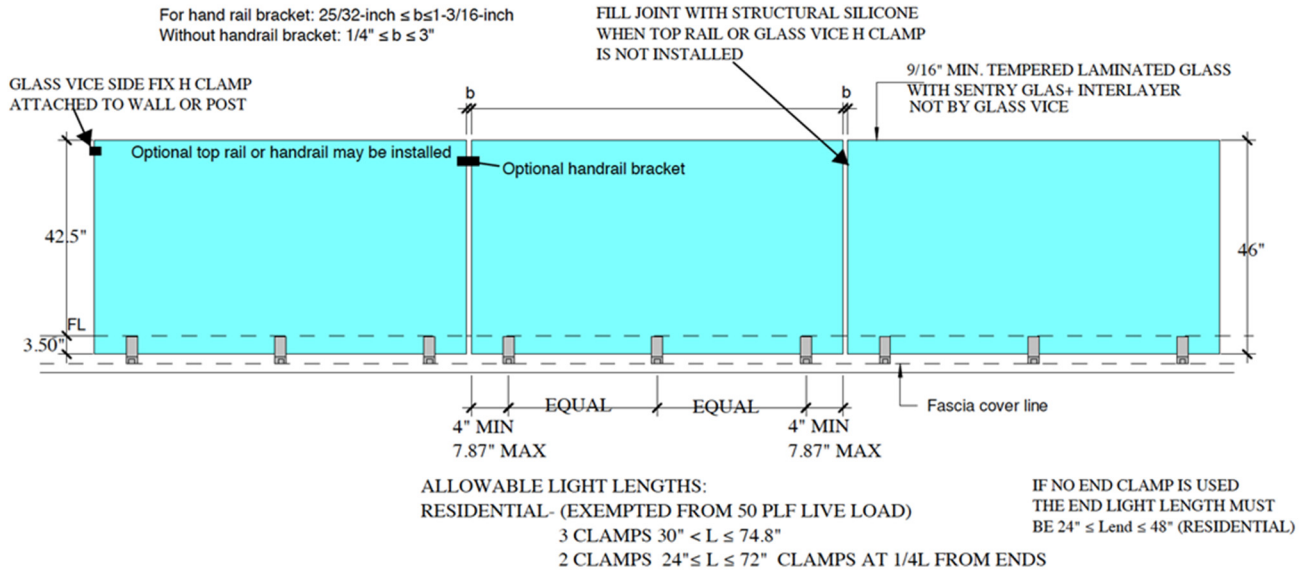 For hand rail bracket: 25/32-inch ≤ b≤1-3/16-inch
Without handrail bracket: 1/4" ≤ b ≤ 3"
FILL JOINT WITH STRUCTURAL SILICONE
WHEN TOP RAIL OR GLASS VICE H CLAMP
IS NOT INSTALLED
9/16" MIN. TEMPERED LAMINATED GLASS
WITH SENTRY GLAS+ INTERLAYER
NOT BY GLASS VICE
GLASS VICE SIDE FIX H CLAMP
ATTACHED TO WALL OR POST
b
b
Optional top rail or handrail may be installed
Optional handrail bracket
42.5"
46"
FL
3.50"
EQUAL
EQUAL
Fascia cover line
4" MIN
7.87" MAX
4" MIN
7.87" MAX
ALLOWABLE LIGHT LENGTHS:
RESIDENTIAL- (EXEMPTED FROM 50 PLF LIVE LOAD)
3 CLAMPS 30" < L ≤ 74.8"
2 CLAMPS 24"≤ L ≤ 72" CLAMPS AT 1/4L FROM ENDS
IF NO END CLAMP IS USED
THE END LIGHT LENGTH MUST
BE 24" ≤ Lend ≤ 48" (RESIDENTIAL)